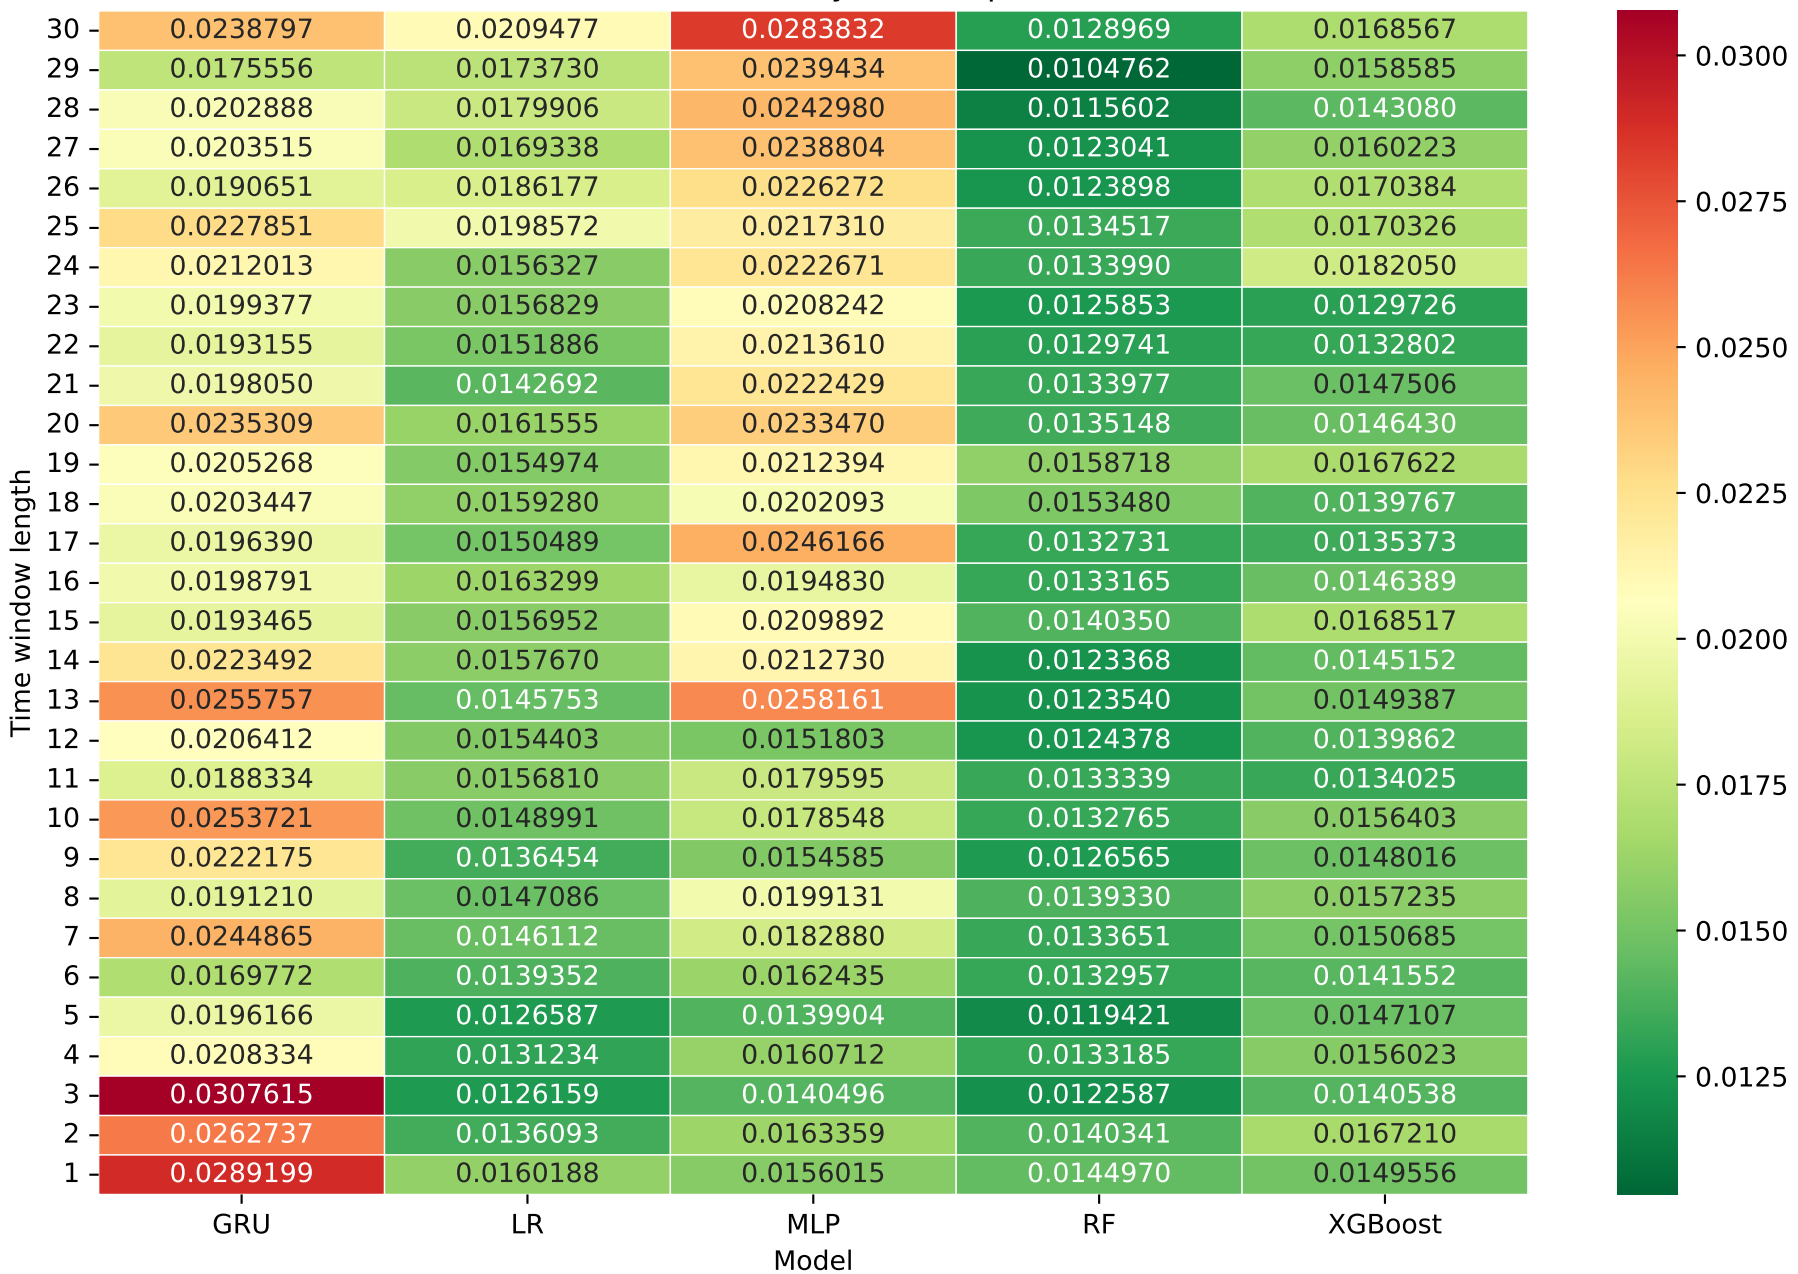 30 0.0238797 0.0209477 0.0283832 0.0128969 0.0168567
0.0300
29 0.0175556 0.0173730 0.0239434 0.0104762 0.0158585
28 0.0202888 0.0179906 0.0242980 0.0115602 0.0143080
27 0.0203515 0.0169338 0.0238804 0.0123041 0.0160223
26 0.0190651 0.0186177 0.0226272 0.0123898 0.0170384
0.0275
25 0.0227851 0.0198572 0.0217310 0.0134517 0.0170326
24 0.0212013 0.0156327 0.0222671 0.0133990 0.0182050
23 0.0199377 0.0156829 0.0208242 0.0125853 0.0129726
22 0.0193155 0.0151886 0.0213610 0.0129741 0.0132802
0.0250
21 0.0198050 0.0142692 0.0222429 0.0133977 0.0147506
20 0.0235309 0.0161555 0.0233470 0.0135148 0.0146430
19 0.0205268 0.0154974 0.0212394 0.0158718 0.0167622
0.0225
18 0.0203447 0.0159280 0.0202093 0.0153480 0.0139767
17 0.0196390 0.0150489 0.0246166 0.0132731 0.0135373
16 0.0198791 0.0163299 0.0194830 0.0133165 0.0146389
Time window length
15 0.0193465 0.0156952 0.0209892 0.0140350 0.0168517
0.0200
14 0.0223492 0.0157670 0.0212730 0.0123368 0.0145152
13 0.0255757 0.0145753 0.0258161 0.0123540 0.0149387
12 0.0206412 0.0154403 0.0151803 0.0124378 0.0139862
11 0.0188334 0.0156810 0.0179595 0.0133339 0.0134025
0.0175
10 0.0253721 0.0148991 0.0178548 0.0132765 0.0156403
9 0.0222175 0.0136454 0.0154585 0.0126565 0.0148016
8 0.0191210 0.0147086 0.0199131 0.0139330 0.0157235
7 0.0244865 0.0146112 0.0182880 0.0133651 0.0150685
0.0150
6 0.0169772 0.0139352 0.0162435 0.0132957 0.0141552
5 0.0196166 0.0126587 0.0139904 0.0119421 0.0147107
4 0.0208334 0.0131234 0.0160712 0.0133185 0.0156023
0.0125
3 0.0307615 0.0126159 0.0140496 0.0122587 0.0140538
2 0.0262737 0.0136093 0.0163359 0.0140341 0.0167210
1 0.0289199 0.0160188 0.0156015 0.0144970 0.0149556
GRU LR MLP RF XGBoost
Model